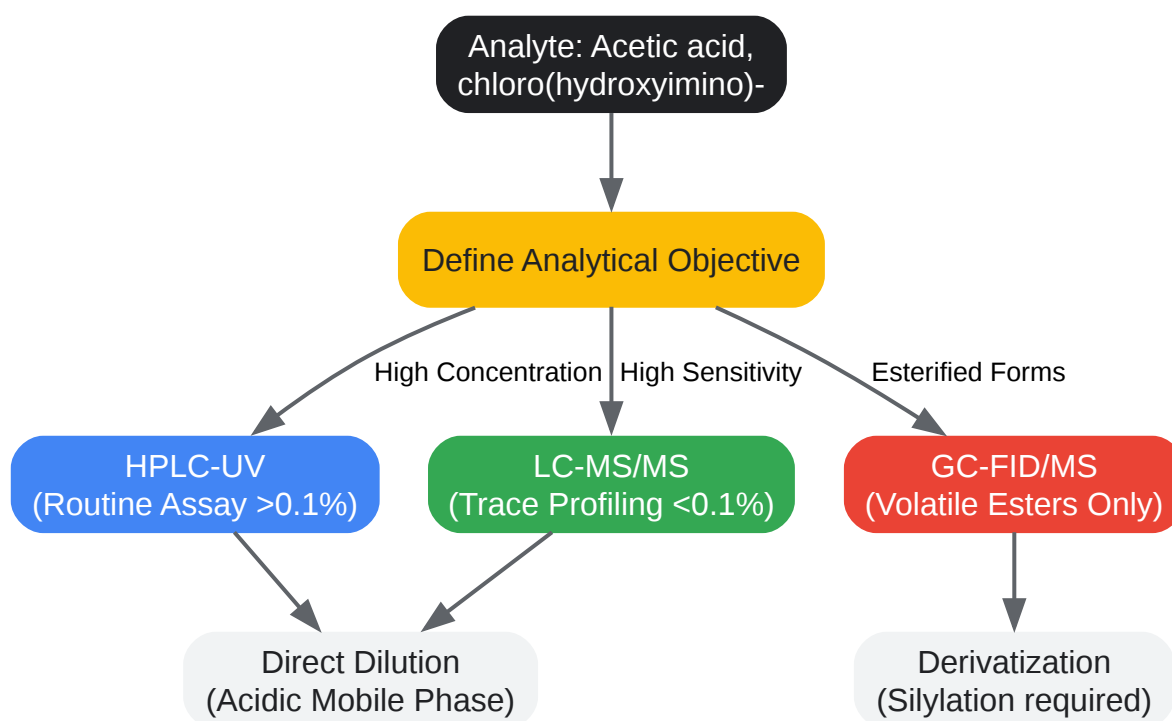 Analyte: Acetic acid,
chloro(hydroxyimino)-
Define Analytical Objective
High Concentration
High Sensitivity
Esterified Forms
HPLC-UV
(Routine Assay >0.1%)
LC-MS/MS
(Trace Profiling <0.1%)
GC-FID/MS
(Volatile Esters Only)
Direct Dilution
(Acidic Mobile Phase)
Derivatization
(Silylation required)